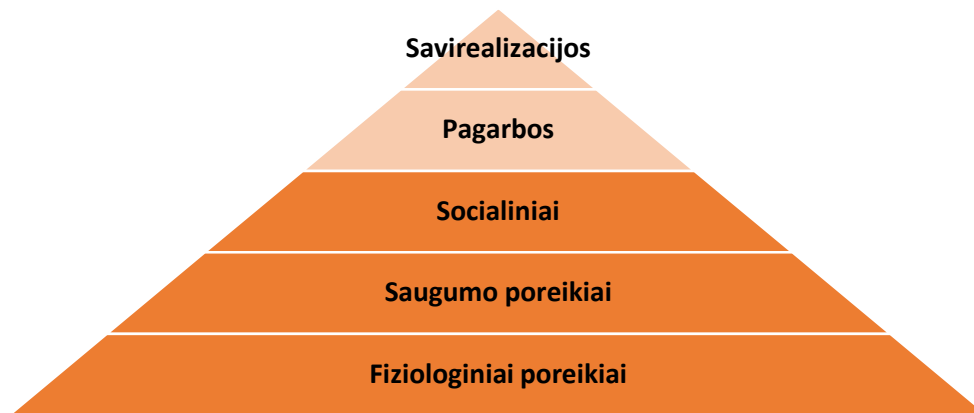 Savirealizacijos
Pagarbos
Socialiniai
Saugumo poreikiai
Fiziologiniai poreikiai